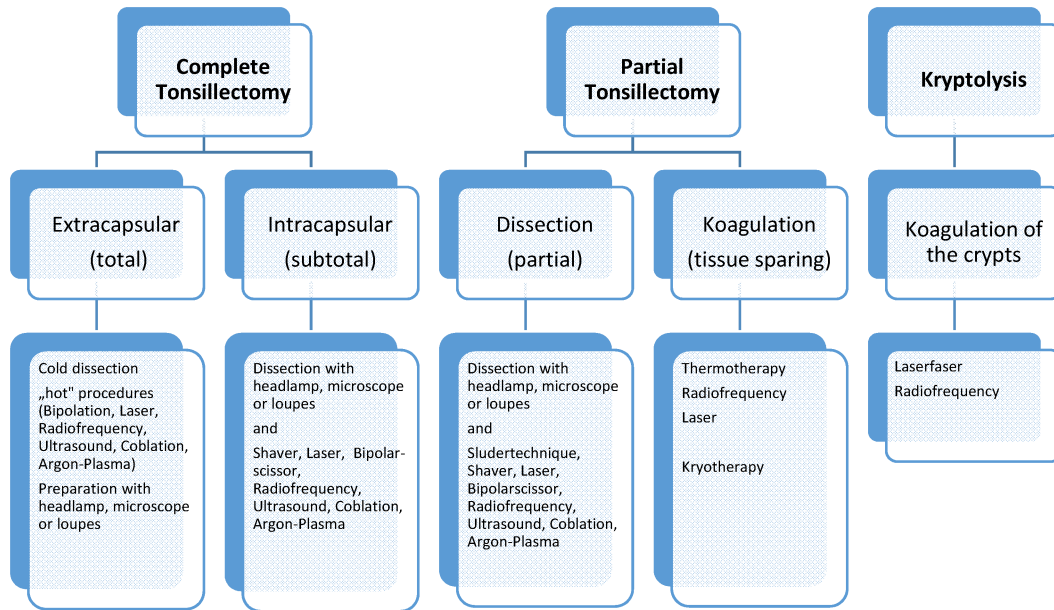 Complete
Tonsillectomy
Extracapsular
(total)
Cold dissection
„hot" procedures
(Bipolation, Laser,
Radiofrequency,
Ultrasound, Coblation,
Argon-Plasma)
Preparation with
headlamp, microscope
or loupes
Intracapsular
(subtotal)
Dissection with
headlamp, microscope
or loupes
and
Shaver, Laser, Bipolar-
scissor,
Radiofrequency,
Ultrasound, Coblation,
Argon-Plasma
Partial
Tonsillectomy
Dissection
(partial)
Dissection with
headlamp, microscope
or loupes
and
Sludertechnique,
Shaver, Laser,
Bipolarscissor,
Radiofrequency,
Ultrasound, Coblation,
Argon-Plasma
Koagulation
(tissue sparing)
Thermotherapy
Radiofrequency
Laser
Kryotherapy
Kryptolysis
Koagulation of
the crypts
Laserfaser
Radiofrequency